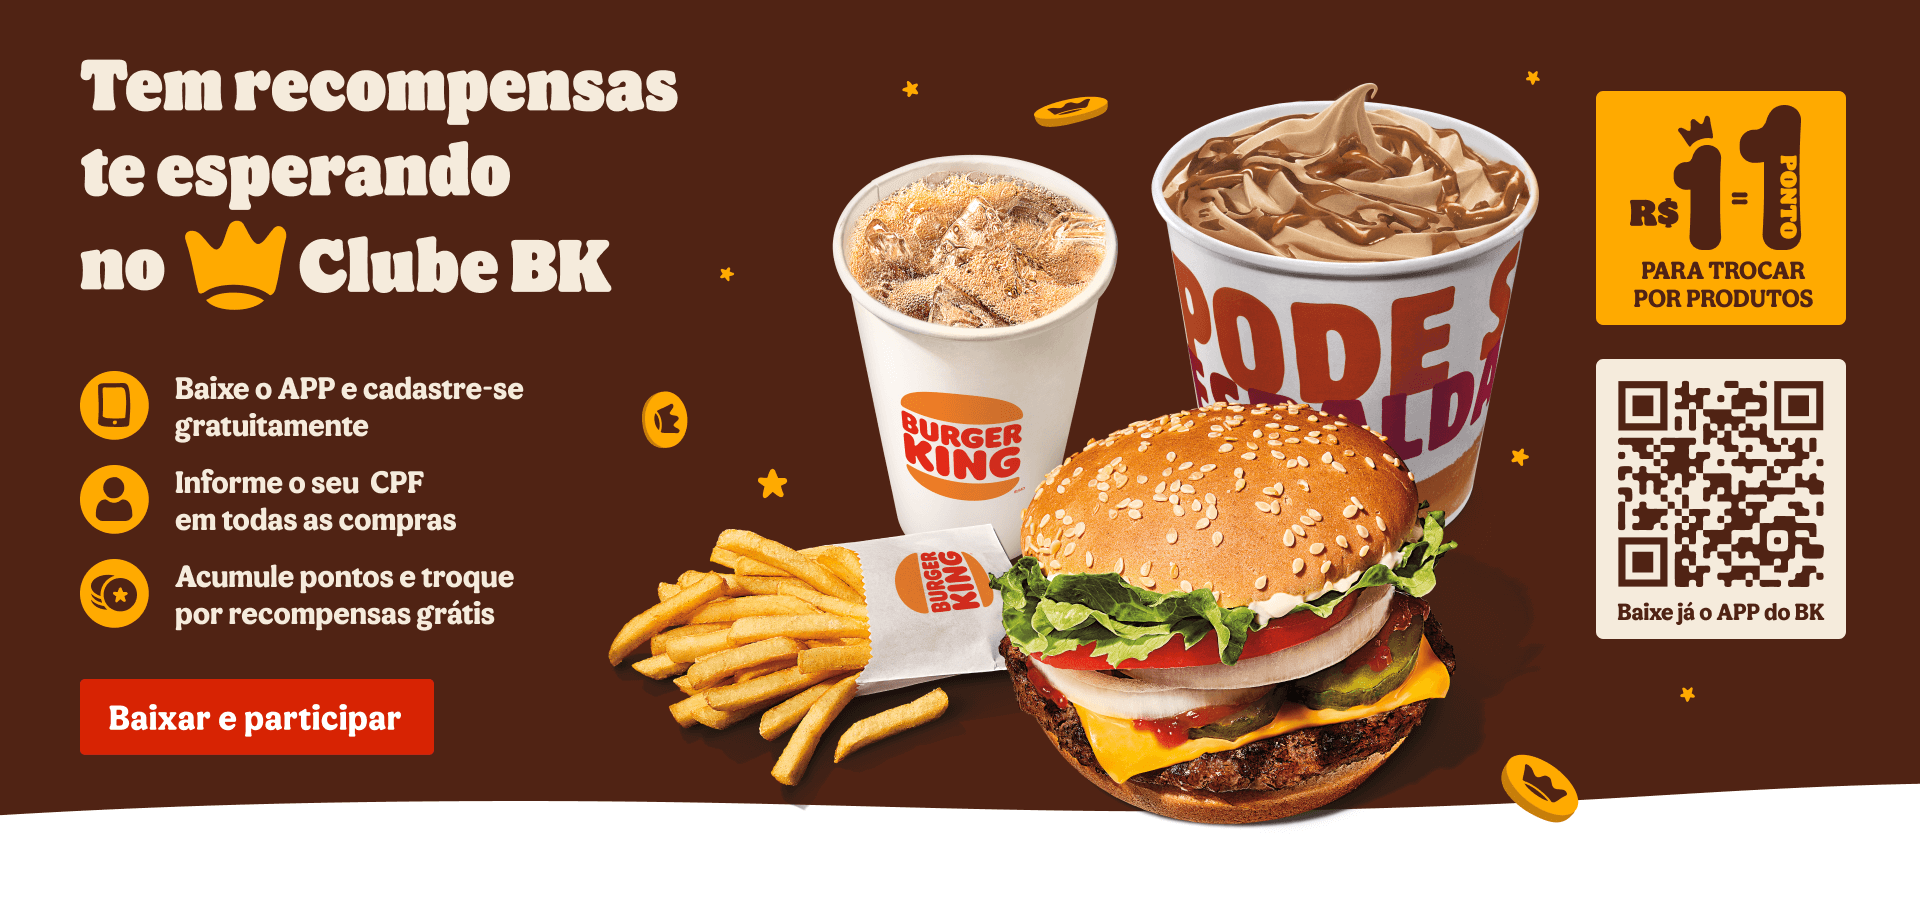 Tem recompensas
te esperando
no Clube BK
Baixe o APP e cadastre-se
gratuitamente
Informe o seu CPF
em todas as compras
Acumule pontos e troque
por recompensas grátis
Baixar e participar
BURGER
KING
BURGER
KING
PODE
R$ 1 = 1 PONTO
PARA TROCAR
POR PRODUTOS
Baixe já o APP do BK